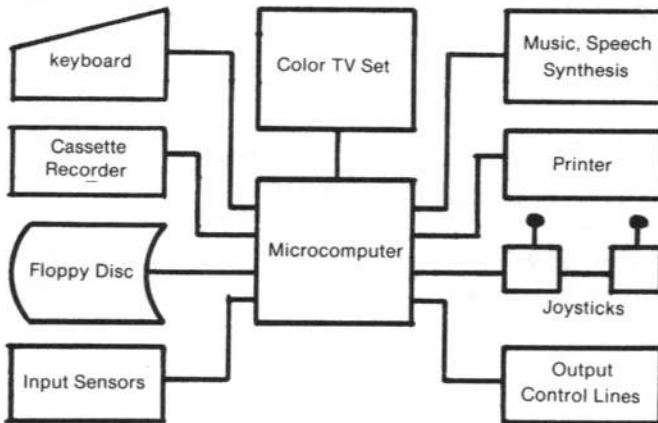 keyboard
Color TV Set
Music, Speech
Synthesis
Cassette
Recorder
Printer
Microcomputer
Floppy Disc
Joysticks
Input Sensors
Output
Control Lines